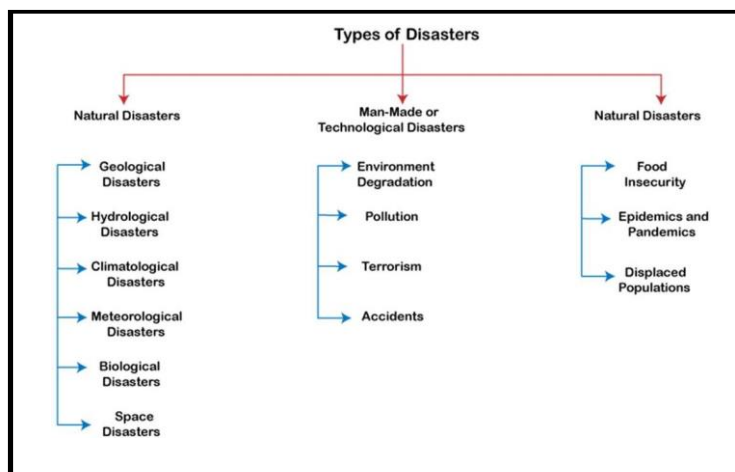 Types of Disasters
Natural Disasters
Geological
Disasters
Hydrological
Disasters
Climatological
Disasters
Meteorological
Disasters
Biological
Disasters
Space
Disasters
Man-Made or
Technological Disasters
Environment
Degradation
Pollution
Terrorism
Accidents
Natural Disasters
Food
Insecurity
Epidemics and
Pandemics
Displaced
Populations